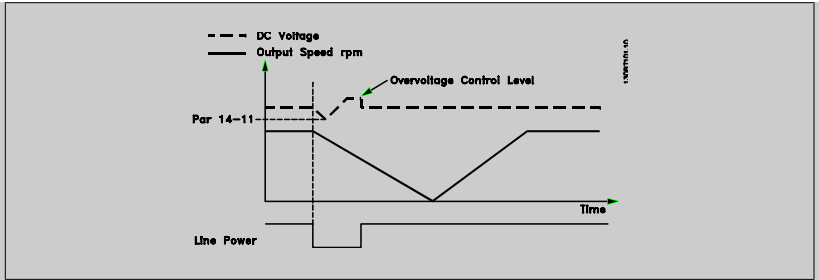 DC Voltage
Output Speed rpm
Overvoltage Control Level
Par 14-11
Time
Line Power